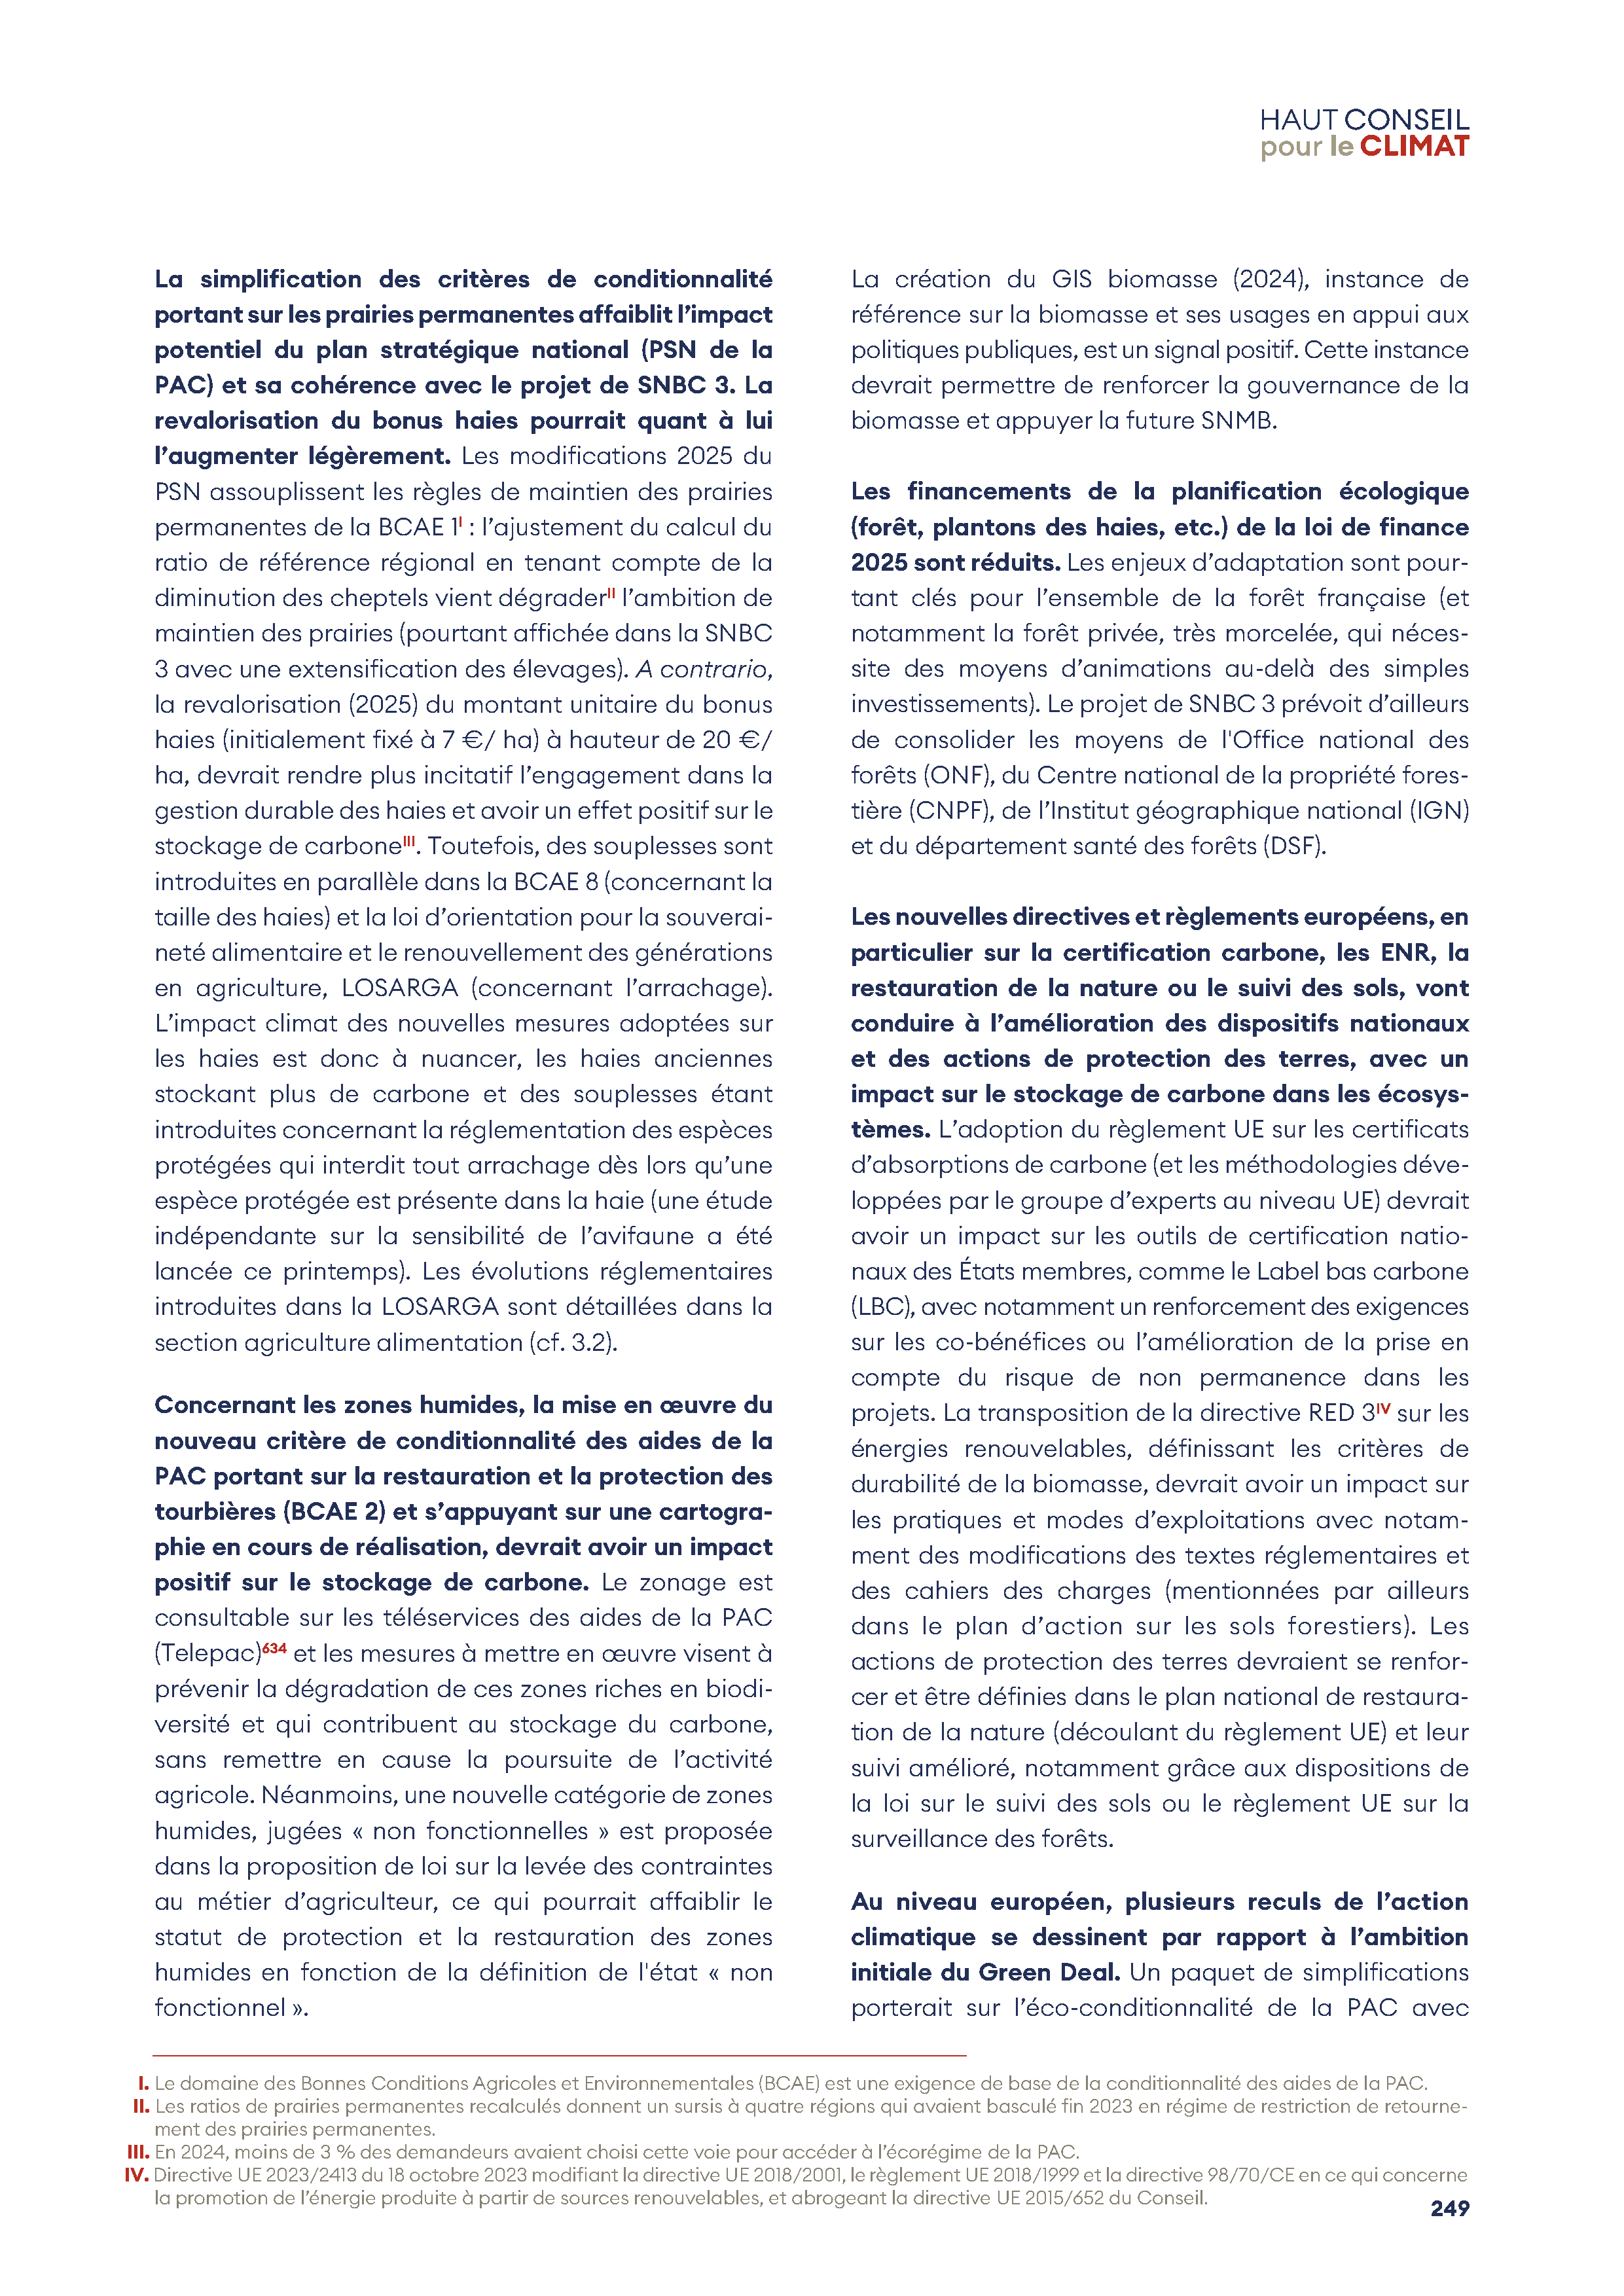 HAUT CONSEIL
pour le CLIMAT
La simplification des critères de conditionnalité
portant sur les prairies permanentes affaiblit l’impact
potentiel du plan stratégique national (PSN de la
PAC) et sa cohérence avec le projet de SNBC 3. La
revalorisation du bonus haies pourrait quant à lui
l’augmenter légèrement. Les modifications 2025 du
PSN assouplissent les règles de maintien des prairies
permanentes de la BCAE 1I : l’ajustement du calcul du
ratio de référence régional en tenant compte de la
diminution des cheptels vient dégraderII l’ambition de
maintien des prairies (pourtant affichée dans la SNBC
3 avec une extensification des élevages). A contrario,
la revalorisation (2025) du montant unitaire du bonus
haies (initialement fixé à 7 €/ ha) à hauteur de 20 €/
ha, devrait rendre plus incitatif l’engagement dans la
gestion durable des haies et avoir un effet positif sur le
stockage de carboneIII. Toutefois, des souplesses sont
introduites en parallèle dans la BCAE 8 (concernant la
taille des haies) et la loi d’orientation pour la souverai-
neté alimentaire et le renouvellement des générations
en agriculture, LOSARGA (concernant l’arrachage).
L’impact climat des nouvelles mesures adoptées sur
les haies est donc à nuancer, les haies anciennes
stockant plus de carbone et des souplesses étant
introduites concernant la réglementation des espèces
protégées qui interdit tout arrachage dès lors qu’une
espèce protégée est présente dans la haie (une étude
indépendante sur la sensibilité de l’avifaune a été
lancée ce printemps). Les évolutions réglementaires
introduites dans la LOSARGA sont détaillées dans la
section agriculture alimentation (cf. 3.2).
Concernant les zones humides, la mise en œuvre du
nouveau critère de conditionnalité des aides de la
PAC portant sur la restauration et la protection des
tourbières (BCAE 2) et s’appuyant sur une cartogra-
phie en cours de réalisation, devrait avoir un impact
positif sur le stockage de carbone. Le zonage est
consultable sur les téléservices des aides de la PAC
(Telepac)634 et les mesures à mettre en œuvre visent à
prévenir la dégradation de ces zones riches en biodi-
versité et qui contribuent au stockage du carbone,
sans remettre en cause la poursuite de l’activité
agricole. Néanmoins, une nouvelle catégorie de zones
humides, jugées « non fonctionnelles » est proposée
dans la proposition de loi sur la levée des contraintes
au métier d’agriculteur, ce qui pourrait affaiblir le
statut de protection et la restauration des zones
humides en fonction de la définition de l'état « non
fonctionnel ».
La création du GIS biomasse (2024), instance de
référence sur la biomasse et ses usages en appui aux
politiques publiques, est un signal positif. Cette instance
devrait permettre de renforcer la gouvernance de la
biomasse et appuyer la future SNMB.
Les financements de la planification écologique
(forêt, plantons des haies, etc.) de la loi de finance
2025 sont réduits. Les enjeux d’adaptation sont pour-
tant clés pour l’ensemble de la forêt française (et
notamment la forêt privée, très morcelée, qui néces-
site des moyens d’animations au-delà des simples
investissements). Le projet de SNBC 3 prévoit d’ailleurs
de consolider les moyens de l'Office national des
forêts (ONF), du Centre national de la propriété fores-
tière (CNPF), de l’Institut géographique national (IGN)
et du département santé des forêts (DSF).
Les nouvelles directives et règlements européens, en
particulier sur la certification carbone, les ENR, la
restauration de la nature ou le suivi des sols, vont
conduire à l’amélioration des dispositifs nationaux
et des actions de protection des terres, avec un
impact sur le stockage de carbone dans les écosys-
tèmes. L’adoption du règlement UE sur les certificats
d’absorptions de carbone (et les méthodologies déve-
loppées par le groupe d’experts au niveau UE) devrait
avoir un impact sur les outils de certification natio-
naux des États membres, comme le Label bas carbone
(LBC), avec notamment un renforcement des exigences
sur les co-bénéfices ou l’amélioration de la prise en
compte du risque de non permanence dans les
projets. La transposition de la directive RED 3IV sur les
énergies renouvelables, définissant les critères de
durabilité de la biomasse, devrait avoir un impact sur
les pratiques et modes d’exploitations avec notam-
ment des modifications des textes réglementaires et
des cahiers des charges (mentionnées par ailleurs
dans le plan d’action sur les sols forestiers). Les
actions de protection des terres devraient se renfor-
cer et être définies dans le plan national de restaura-
tion de la nature (découlant du règlement UE) et leur
suivi amélioré, notamment grâce aux dispositions de
la loi sur le suivi des sols ou le règlement UE sur la
surveillance des forêts.
Au niveau européen, plusieurs reculs de l’action
climatique se dessinent par rapport à l’ambition
initiale du Green Deal. Un paquet de simplifications
porterait sur l’éco-conditionnalité de la PAC avec
I. Le domaine des Bonnes Conditions Agricoles et Environnementales (BCAE) est une exigence de base de la conditionnalité des aides de la PAC.
II. Les ratios de prairies permanentes recalculés donnent un sursis à quatre régions qui avaient basculé fin 2023 en régime de restriction de retourne-
ment des prairies permanentes.
III. En 2024, moins de 3 % des demandeurs avaient choisi cette voie pour accéder à l’écorégime de la PAC.
IV. Directive UE 2023/2413 du 18 octobre 2023 modifiant la directive UE 2018/2001, le règlement UE 2018/1999 et la directive 98/70/CE en ce qui concerne
la promotion de l’énergie produite à partir de sources renouvelables, et abrogeant la directive UE 2015/652 du Conseil.
249